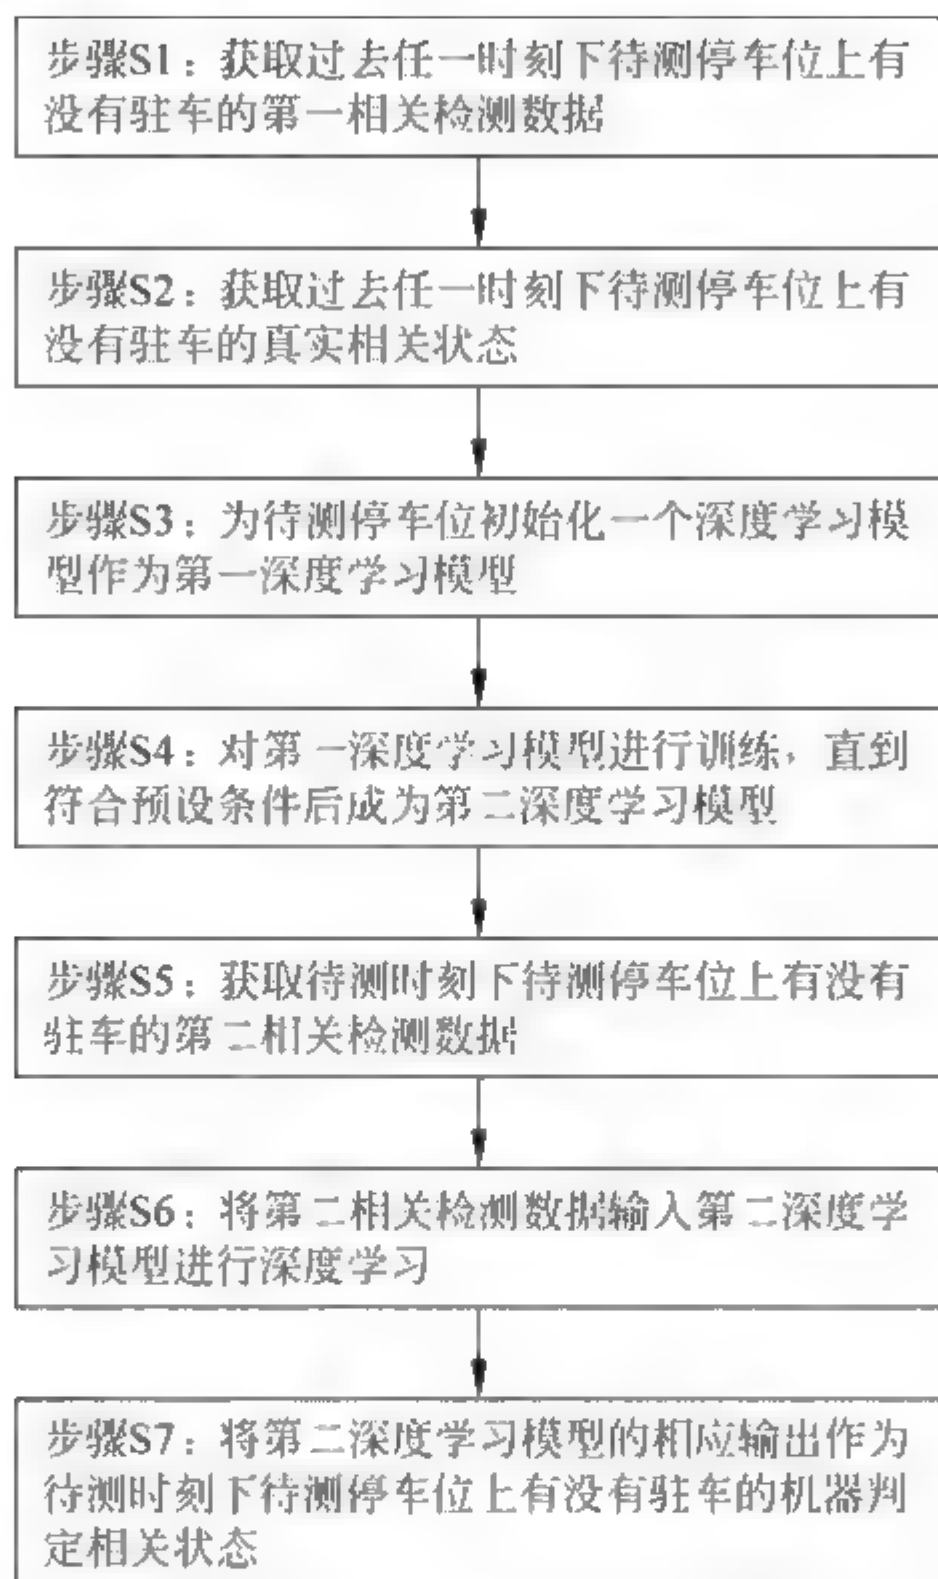 步骤S1：获取过去任一时刻下待测停车位上有
没有驻车的第一相关检测数据
步骤S2：获取过去任一时刻下待测停车位上有
没有驻车的真实相关状态
步骤S3：为待测停车位初始化一个深度学习模
型作为第一深度学习模型
步骤S4：对第一深度学习模型进行训练，直到
符合预设条件后成为第二深度学习模型
步骤S5：获取待测时刻下待测停车位上有没有
驻车的第二相关检测数据
步骤S6：将第二相关检测数据输入第二深度学
习模型进行深度学习
步骤S7：将第二深度学习模型的相应输出作为
待测时刻下待测停车位上有没有驻车的机器判
定相关状态